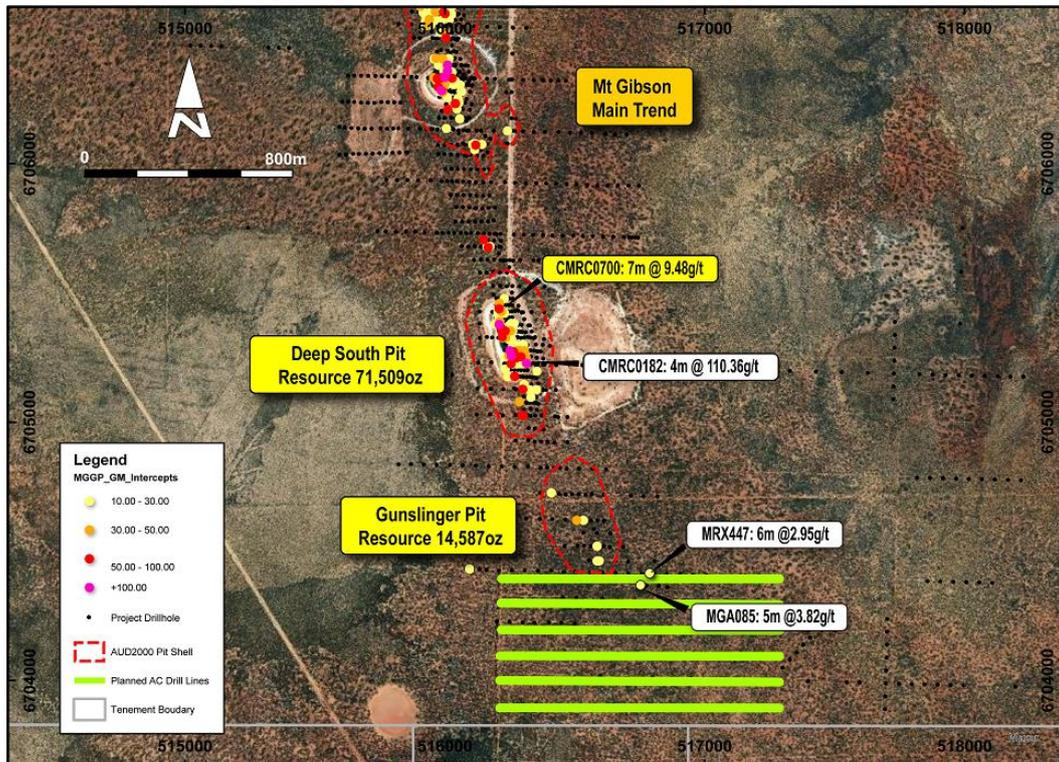 515000
516000
517000
518000
N
0
800m
Mt Gibson
Main Trend
6706000
6706000
CMRC0700: 7m @ 9.48g/t
Deep South Pit
Resource 71,509oz
CMRC0182: 4m @ 110.36g/t
6705000
6705000
Legend
MGGP_GM_Intercepts
10.00 - 30.00
30.00 - 50.00
50.00 - 100.00
+100.00
Project Drillhole
AUD2000 Pit Shell
Planned AC Drill Lines
Tenement Boudary
Gunslinger Pit
Resource 14,587oz
MRX447: 6m @2.95g/t
MGA085: 5m @3.82g/t
6704000
6704000
515000
516000
517000
518000